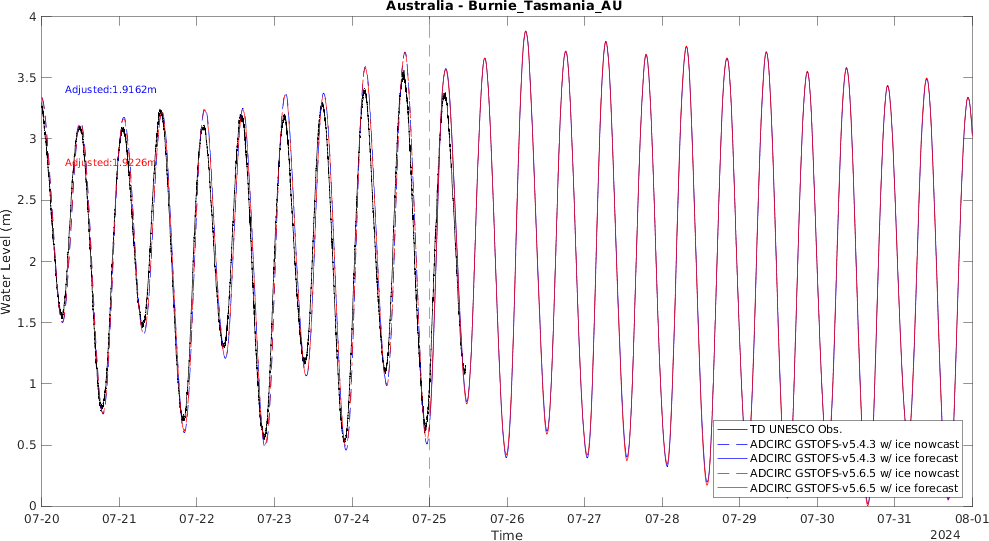 Australia - Burnie_Tasmania_AU
4
3.5
3
2.5
2
1.5
1
0.5
0
Water Level (m)
Adjusted:1.9162m
Adjusted:1.9226m
TD UNESCO Obs.
ADCIRC GSTOFS-v5.4.3 w/ ice nowcast
ADCIRC GSTOFS-v5.4.3 w/ ice forecast
ADCIRC GSTOFS-v5.6.5 w/ ice nowcast
ADCIRC GSTOFS-v5.6.5 w/ ice forecast
07-20 07-21 07-22 07-23 07-24 07-25 07-26 07-27 07-28 07-29 07-30 07-31 08-01
Time
2024